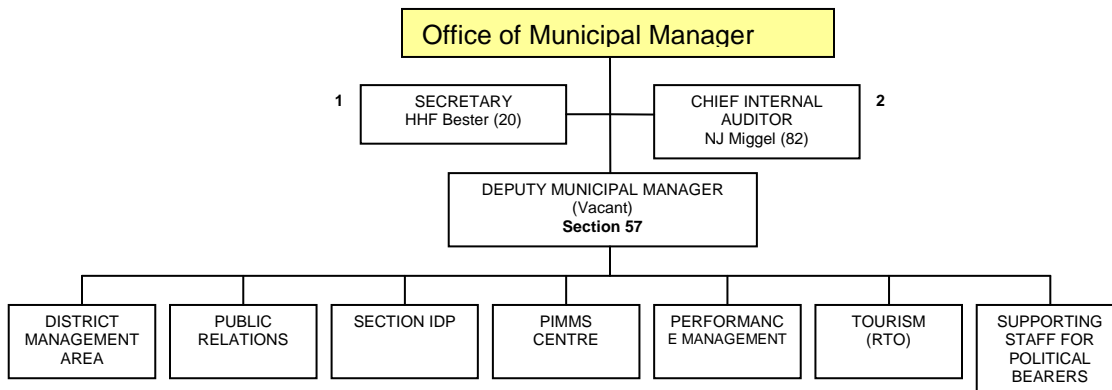 Office of Municipal Manager
1
SECRETARY
HHF Bester (20)
CHIEF INTERNAL
AUDITOR
NJ Miggel (82)
2
DEPUTY MUNICIPAL MANAGER
(Vacant)
Section 57
DISTRICT
MANAGEMENT
AREA
PUBLIC
RELATIONS
SECTION IDP
PIMMS
CENTRE
PERFORMANC
E MANAGEMENT
TOURISM
(RTO)
SUPPORTING
STAFF FOR
POLITICAL
BEARERS